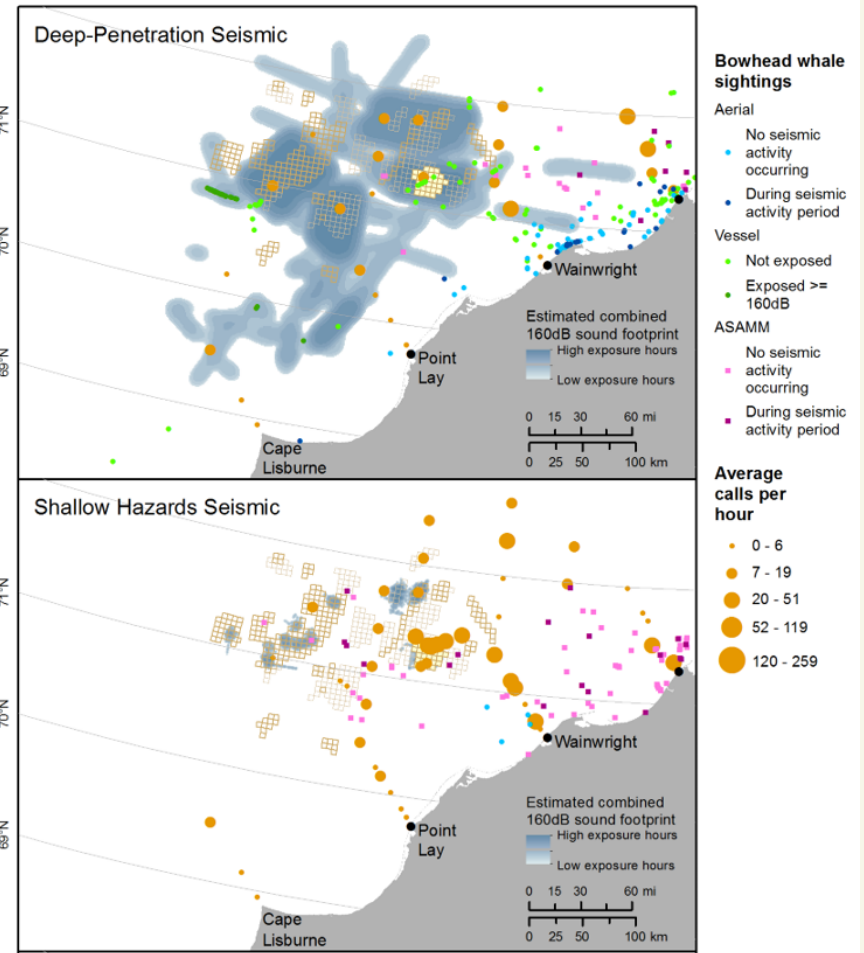 Deep-Penetration Seismic
71°N
70°N
69°N
Wainwright
Point
Lay
Cape
Lisburne
Estimated combined
160dB sound footprint
High exposure hours
Low exposure hours
0 15 30 60 mi
0 25 50 100 km
Shallow Hazards Seismic
71°N
70°N
69°N
Wainwright
Point
Lay
Cape
Lisburne
Estimated combined
160dB sound footprint
High exposure hours
Low exposure hours
0 15 30 60 mi
0 25 50 100 km
Bowhead whale
sightings
Aerial
No seismic
activity
occurring
During seismic
activity period
Vessel
Not exposed
Exposed >=
160dB
ASAMM
No seismic
activity
occurring
During seismic
activity period
Average
calls per
hour
0 - 6
7 - 19
20 - 51
52 - 119
120 - 259